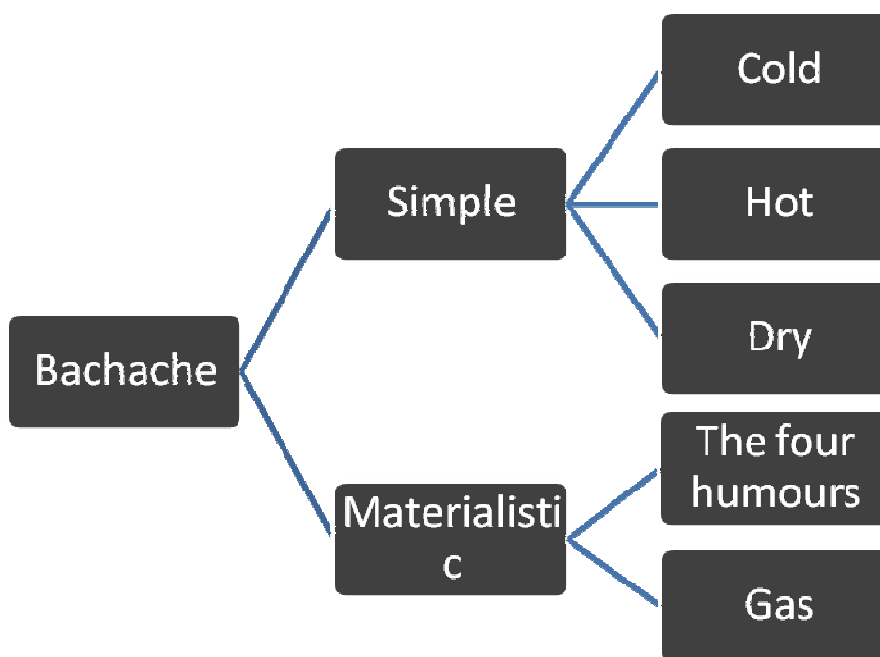 Cold
Simple
Hot
Dry
Bachache
The four
humours
Materialisti
c
Gas